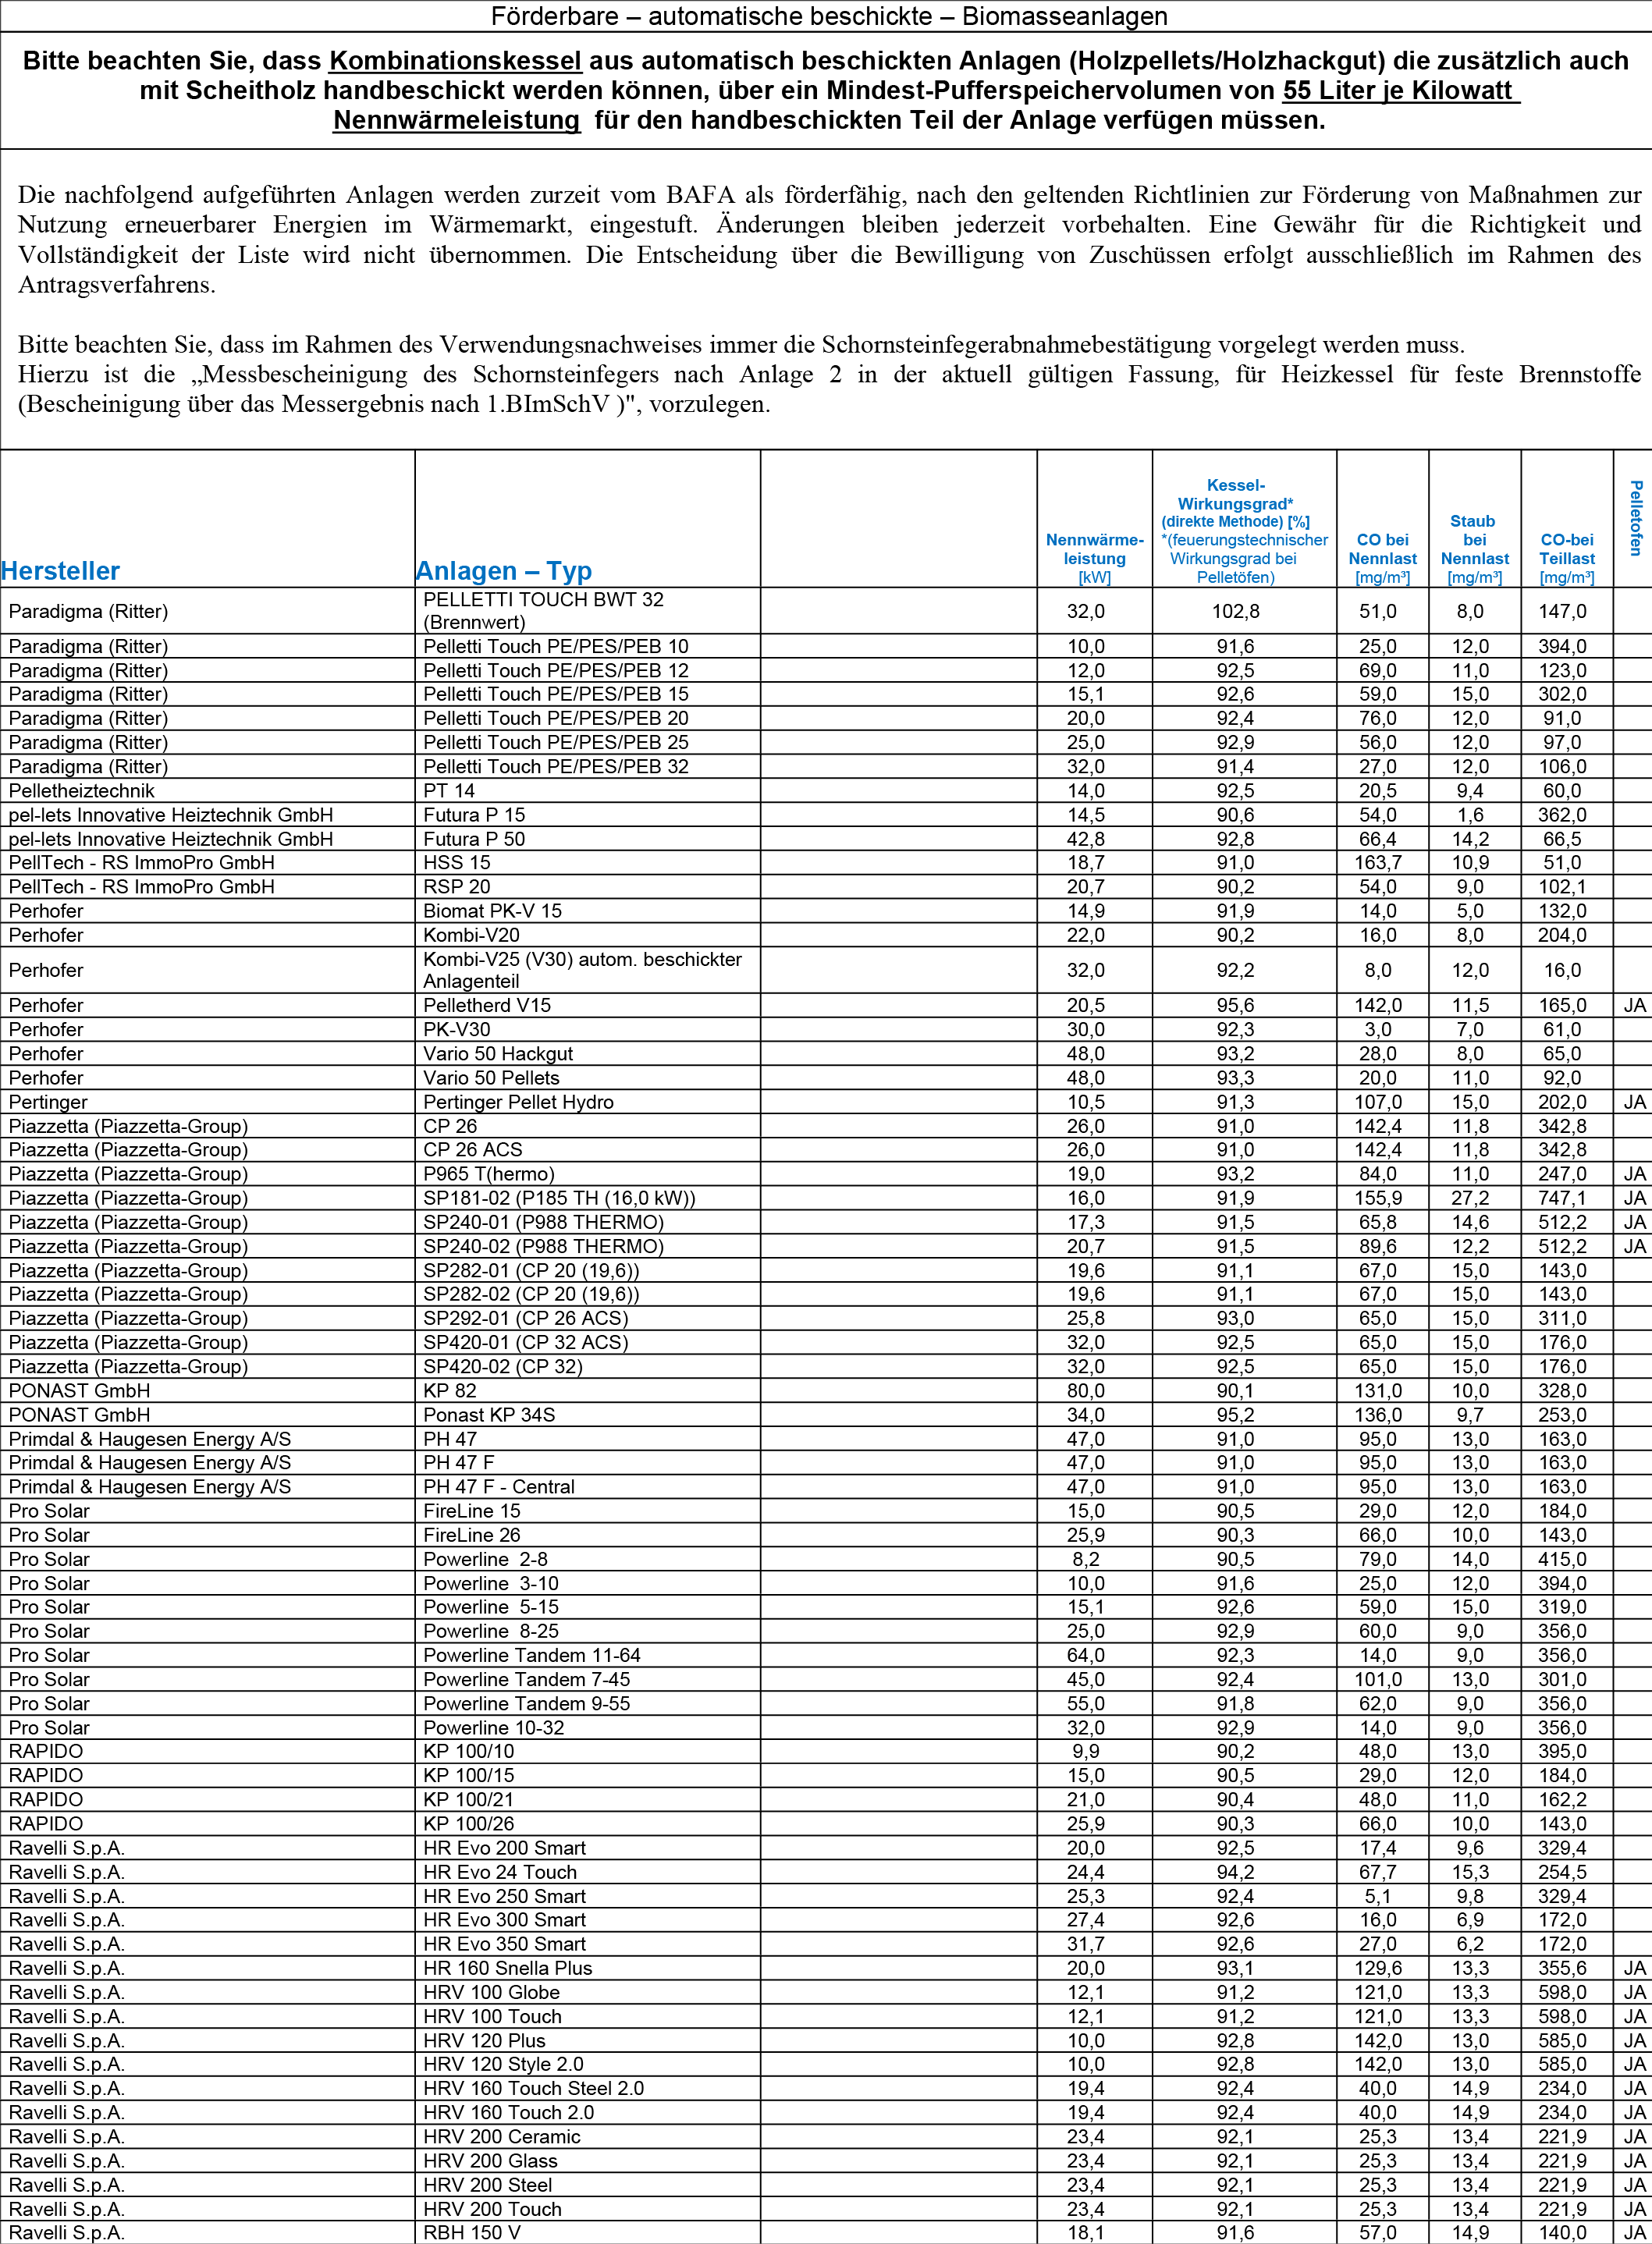 Förderbare – automatische beschickte – Biomasseanlagen
Bitte beachten Sie, dass Kombinationskessel aus automatisch beschickten Anlagen (Holzpellets/Holzhackgut) die zusätzlich auch
mit Scheitholz handbeschickt werden können, über ein Mindest-Pufferspeichervolumen von 55 Liter je Kilowatt
Nennwärmeleistung für den handbeschickten Teil der Anlage verfügen müssen.
Die nachfolgend aufgeführten Anlagen werden zurzeit vom BAFA als förderfähig, nach den geltenden Richtlinien zur Förderung von Maßnahmen zur
Nutzung erneuerbarer Energien im Wärmemarkt, eingestuft. Änderungen bleiben jederzeit vorbehalten. Eine Gewähr für die Richtigkeit und
Vollständigkeit der Liste wird nicht übernommen. Die Entscheidung über die Bewilligung von Zuschüssen erfolgt ausschließlich im Rahmen des
Antragsverfahrens.
Bitte beachten Sie, dass im Rahmen des Verwendungsnachweises immer die Schornsteinfegerabnahmebestätigung vorgelegt werden muss.
Hierzu ist die „Messbescheinigung des Schornsteinfegers nach Anlage 2 in der aktuell gültigen Fassung, für Heizkessel für feste Brennstoffe
(Bescheinigung über das Messergebnis nach 1.BImSchV )", vorzulegen.
Hersteller
Anlagen – Typ
Nennwärme-
leistung
[kW]
Kessel-
Wirkungsgrad*
(direkte Methode) [%]
*(feuerungstechnischer
Wirkungsgrad bei
Pelletöfen)
CO bei
Nennlast
[mg/m³]
Staub
bei
Nennlast
[mg/m³]
CO-bei
Teillast
[mg/m³]
Pelletofen
Paradigma (Ritter) PELLETTI TOUCH BWT 32
(Brennwert) 32,0 102,8 51,0 8,0 147,0
Paradigma (Ritter) Pelletti Touch PE/PES/PEB 10 10,0 91,6 25,0 12,0 394,0
Paradigma (Ritter) Pelletti Touch PE/PES/PEB 12 12,0 92,5 69,0 11,0 123,0
Paradigma (Ritter) Pelletti Touch PE/PES/PEB 15 15,1 92,6 59,0 15,0 302,0
Paradigma (Ritter) Pelletti Touch PE/PES/PEB 20 20,0 92,4 76,0 12,0 91,0
Paradigma (Ritter) Pelletti Touch PE/PES/PEB 25 25,0 92,9 56,0 12,0 97,0
Paradigma (Ritter) Pelletti Touch PE/PES/PEB 32 32,0 91,4 27,0 12,0 106,0
Pelletheiztechnik PT 14 14,0 92,5 20,5 9,4 60,0
pel-lets Innovative Heiztechnik GmbH Futura P 15 14,5 90,6 54,0 1,6 362,0
pel-lets Innovative Heiztechnik GmbH Futura P 50 42,8 92,8 66,4 14,2 66,5
PellTech - RS ImmoPro GmbH HSS 15 18,7 91,0 163,7 10,9 51,0
PellTech - RS ImmoPro GmbH RSP 20 20,7 90,2 54,0 9,0 102,1
Perhofer Biomat PK-V 15 14,9 91,9 14,0 5,0 132,0
Perhofer Kombi-V20 22,0 90,2 16,0 8,0 204,0
Perhofer Kombi-V25 (V30) autom. beschickter
Anlagenteil 32,0 92,2 8,0 12,0 16,0
Perhofer Pelletherd V15 20,5 95,6 142,0 11,5 165,0 JA
Perhofer PK-V30 30,0 92,3 3,0 7,0 61,0
Perhofer Vario 50 Hackgut 48,0 93,2 28,0 8,0 65,0
Perhofer Vario 50 Pellets 48,0 93,3 20,0 11,0 92,0
Pertinger Pertinger Pellet Hydro 10,5 91,3 107,0 15,0 202,0 JA
Piazzetta (Piazzetta-Group) CP 26 26,0 91,0 142,4 11,8 342,8
Piazzetta (Piazzetta-Group) CP 26 ACS 26,0 91,0 142,4 11,8 342,8
Piazzetta (Piazzetta-Group) P965 T(hermo) 19,0 93,2 84,0 11,0 247,0 JA
Piazzetta (Piazzetta-Group) SP181-02 (P185 TH (16,0 kW)) 16,0 91,9 155,9 27,2 747,1 JA
Piazzetta (Piazzetta-Group) SP240-01 (P988 THERMO) 17,3 91,5 65,8 14,6 512,2 JA
Piazzetta (Piazzetta-Group) SP240-02 (P988 THERMO) 20,7 91,5 89,6 12,2 512,2 JA
Piazzetta (Piazzetta-Group) SP282-01 (CP 20 (19,6)) 19,6 91,1 67,0 15,0 143,0
Piazzetta (Piazzetta-Group) SP282-02 (CP 20 (19,6)) 19,6 91,1 67,0 15,0 143,0
Piazzetta (Piazzetta-Group) SP292-01 (CP 26 ACS) 25,8 93,0 65,0 15,0 311,0
Piazzetta (Piazzetta-Group) SP420-01 (CP 32 ACS) 32,0 92,5 65,0 15,0 176,0
Piazzetta (Piazzetta-Group) SP420-02 (CP 32) 32,0 92,5 65,0 15,0 176,0
PONAST GmbH KP 82 80,0 90,1 131,0 10,0 328,0
PONAST GmbH Ponast KP 34S 34,0 95,2 136,0 9,7 253,0
Primdal & Haugesen Energy A/S PH 47 47,0 91,0 95,0 13,0 163,0
Primdal & Haugesen Energy A/S PH 47 F 47,0 91,0 95,0 13,0 163,0
Primdal & Haugesen Energy A/S PH 47 F - Central 47,0 91,0 95,0 13,0 163,0
Pro Solar FireLine 15 15,0 90,5 29,0 12,0 184,0
Pro Solar FireLine 26 25,9 90,3 66,0 10,0 143,0
Pro Solar Powerline  2-8 8,2 90,5 79,0 14,0 415,0
Pro Solar Powerline  3-10 10,0 91,6 25,0 12,0 394,0
Pro Solar Powerline  5-15 15,1 92,6 59,0 15,0 319,0
Pro Solar Powerline  8-25 25,0 92,9 60,0 9,0 356,0
Pro Solar Powerline Tandem 11-64 64,0 92,3 14,0 9,0 356,0
Pro Solar Powerline Tandem 7-45 45,0 92,4 101,0 13,0 301,0
Pro Solar Powerline Tandem 9-55 55,0 91,8 62,0 9,0 356,0
Pro Solar Powerline 10-32 32,0 92,9 14,0 9,0 356,0
RAPIDO KP 100/10 9,9 90,2 48,0 13,0 395,0
RAPIDO KP 100/15 15,0 90,5 29,0 12,0 184,0
RAPIDO KP 100/21 21,0 90,4 48,0 11,0 162,2
RAPIDO KP 100/26 25,9 90,3 66,0 10,0 143,0
Ravelli S.p.A. HR Evo 200 Smart 20,0 92,5 17,4 9,6 329,4
Ravelli S.p.A. HR Evo 24 Touch 24,4 94,2 67,7 15,3 254,5
Ravelli S.p.A. HR Evo 250 Smart 25,3 92,4 5,1 9,8 329,4
Ravelli S.p.A. HR Evo 300 Smart 27,4 92,6 16,0 6,9 172,0
Ravelli S.p.A. HR Evo 350 Smart 31,7 92,6 27,0 6,2 172,0
Ravelli S.p.A. HR 160 Snella Plus 20,0 93,1 129,6 13,3 355,6 JA
Ravelli S.p.A. HRV 100 Globe 12,1 91,2 121,0 13,3 598,0 JA
Ravelli S.p.A. HRV 100 Touch 12,1 91,2 121,0 13,3 598,0 JA
Ravelli S.p.A. HRV 120 Plus 10,0 92,8 142,0 13,0 585,0 JA
Ravelli S.p.A. HRV 120 Style 2.0 10,0 92,8 142,0 13,0 585,0 JA
Ravelli S.p.A. HRV 160 Touch Steel 2.0 19,4 92,4 40,0 14,9 234,0 JA
Ravelli S.p.A. HRV 160 Touch 2.0 19,4 92,4 40,0 14,9 234,0 JA
Ravelli S.p.A. HRV 200 Ceramic 23,4 92,1 25,3 13,4 221,9 JA
Ravelli S.p.A. HRV 200 Glass 23,4 92,1 25,3 13,4 221,9 JA
Ravelli S.p.A. HRV 200 Steel 23,4 92,1 25,3 13,4 221,9 JA
Ravelli S.p.A. HRV 200 Touch 23,4 92,1 25,3 13,4 221,9 JA
Ravelli S.p.A. RBH 150 V 18,1 91,6 57,0 14,9 140,0 JA